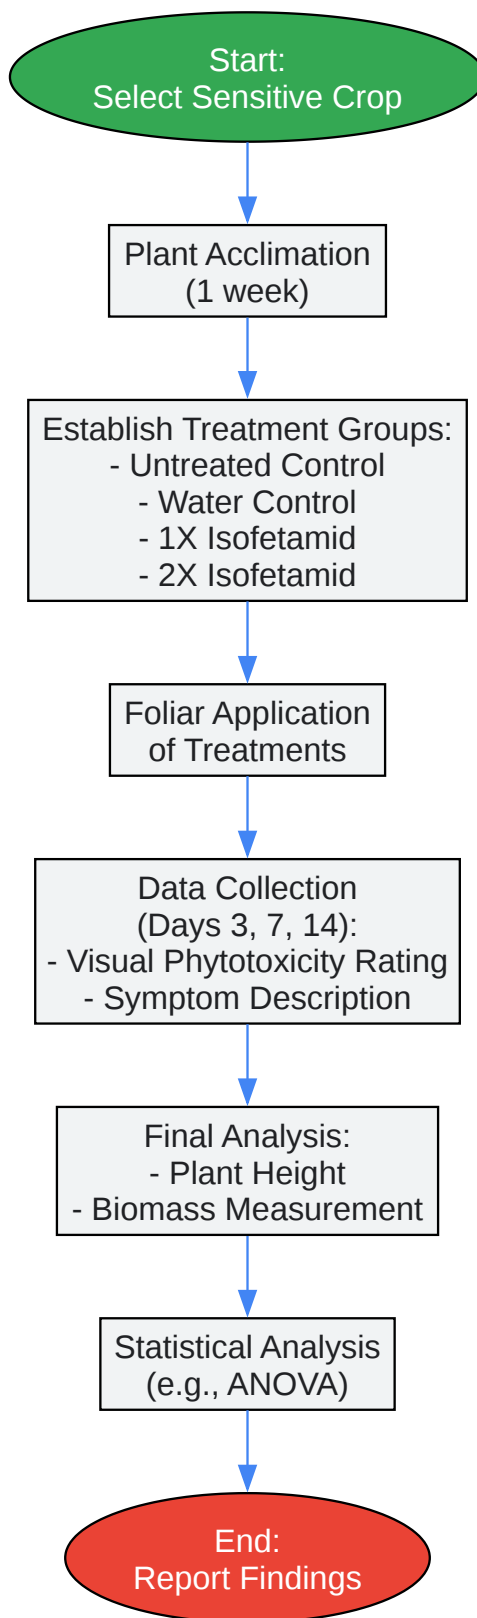 Start:
Select Sensitive Crop
Plant Acclimation
(1 week)
Establish Treatment Groups:
- Untreated Control
- Water Control
- 1X Isofetamid
- 2X Isofetamid
Foliar Application
of Treatments
Data Collection
(Days 3, 7, 14):
- Visual Phytotoxicity Rating
- Symptom Description
Final Analysis:
- Plant Height
- Biomass Measurement
Statistical Analysis
(e.g., ANOVA)
End:
Report Findings